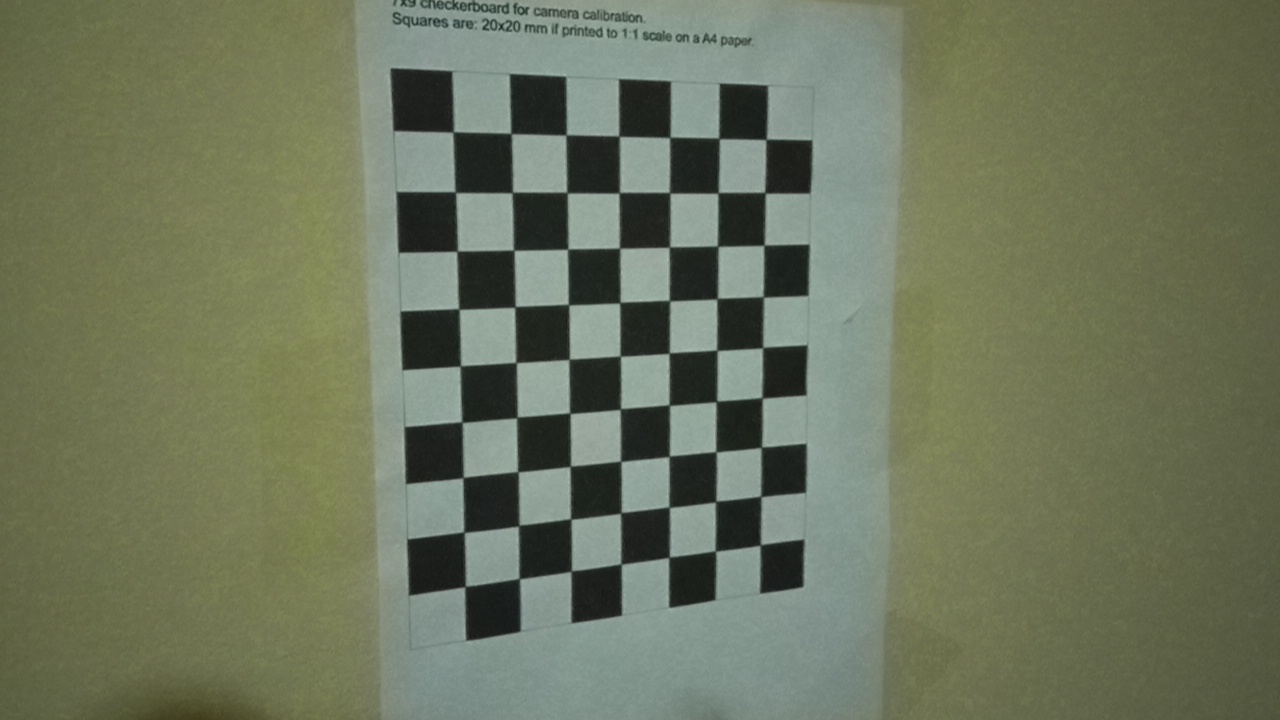 7x9 checkerboard for camera calibration.
Squares are: 20x20 mm if printed to 1:1 scale on a A4 paper.